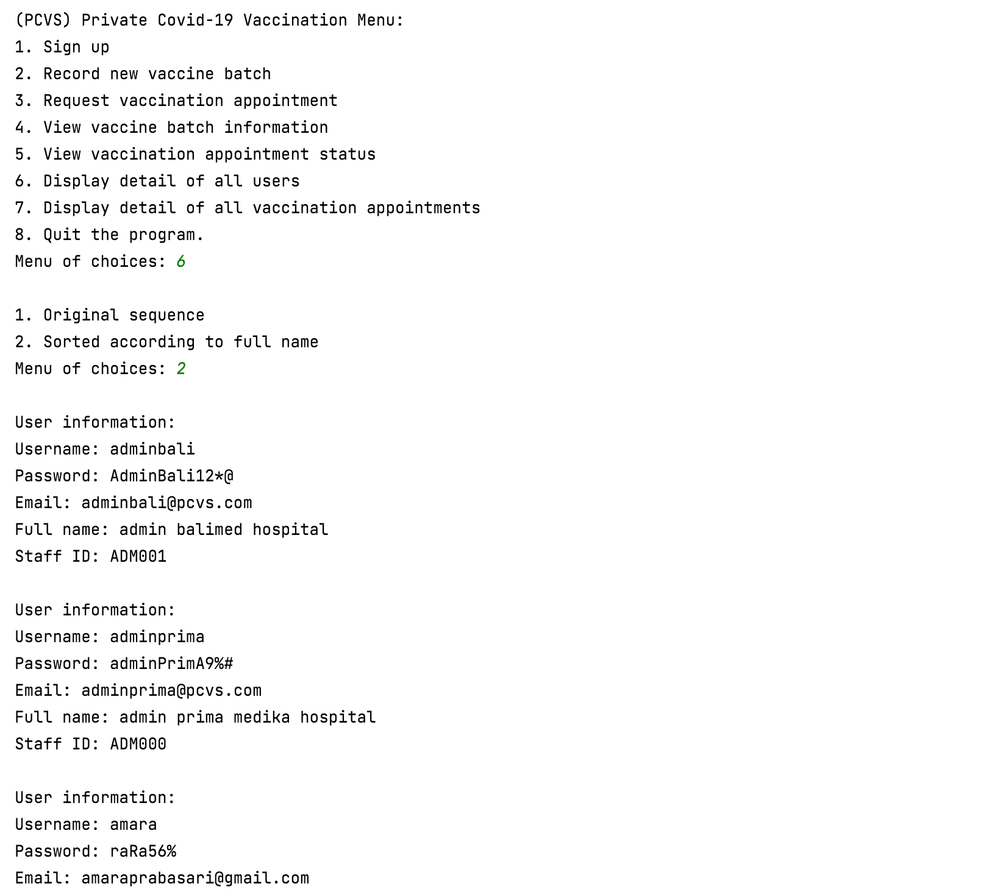 (PCVS) Private Covid-19 Vaccination Menu:
1. Sign up
2. Record new vaccine batch
3. Request vaccination appointment
4. View vaccine batch information
5. View vaccination appointment status
6. Display detail of all users
7. Display detail of all vaccination appointments
8. Quit the program.
Menu of choices: 6
1. Original sequence
2. Sorted according to full name
Menu of choices: 2
User information:
Username: adminbali
Password: AdminBali12*@
Email: adminbali@pcvs.com
Full name: admin balimed hospital
Staff ID: ADM001
User information:
Username: adminprima
Password: adminPrimA9%#
Email: adminprima@pcvs.com
Full name: admin prima medika hospital
Staff ID: ADM000
User information:
Username: amara
Password: raRa56%
Email: amaraprabasari@gmail.com